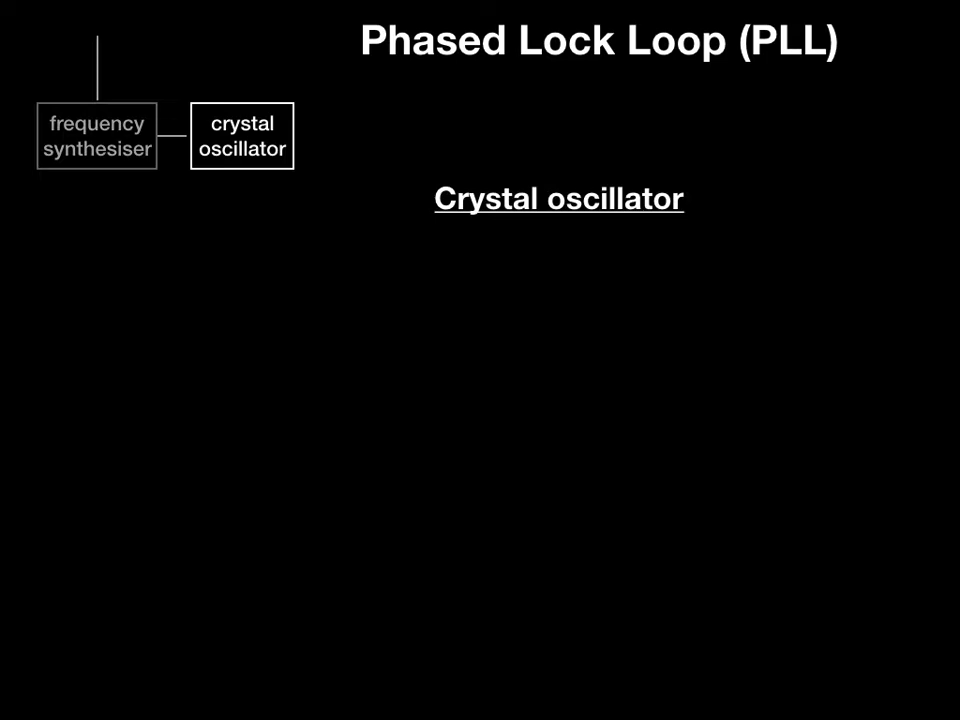 Phased Lock Loop (PLL)
frequency
synthesiser
crystal
oscillator
Crystal oscillator